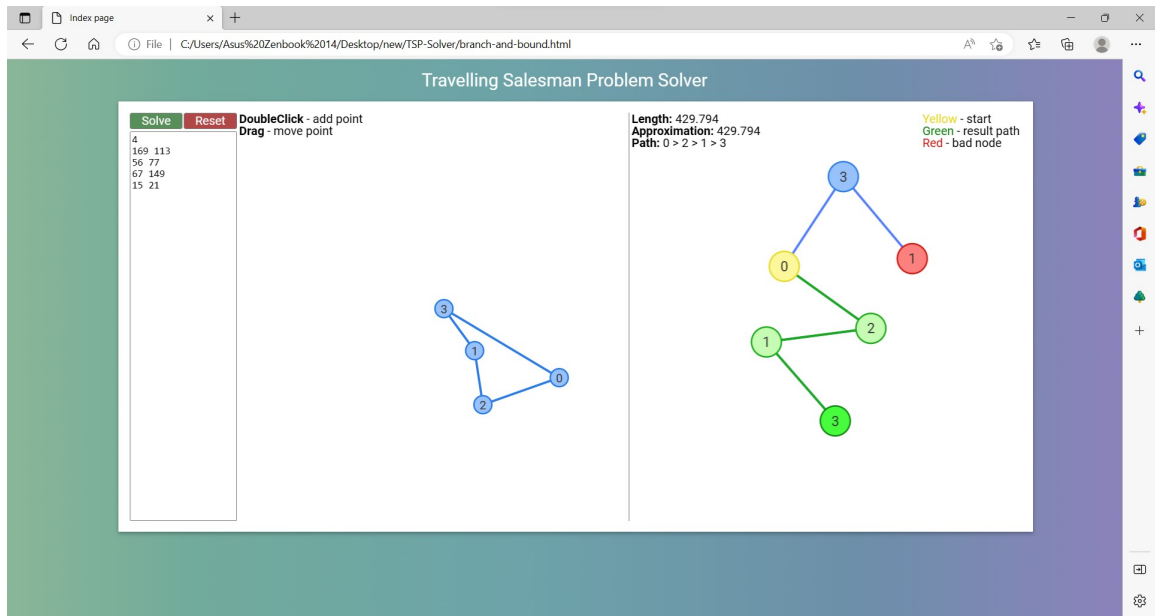 Index page
File | C:/Users/Asus%20Zenbook%2014/Desktop/new/TSP-Solver/branch-and-bound.html
Travelling Salesman Problem Solver
Solve Reset
DoubleClick - add point
Drag - move point
4
169 113
56 77
67 149
15 21
3
1
0
2
Length: 429.794
Approximation: 429.794
Path: 0 > 2 > 1 > 3
Yellow - start
Green - result path
Red - bad node
3
0
1
2
1
3